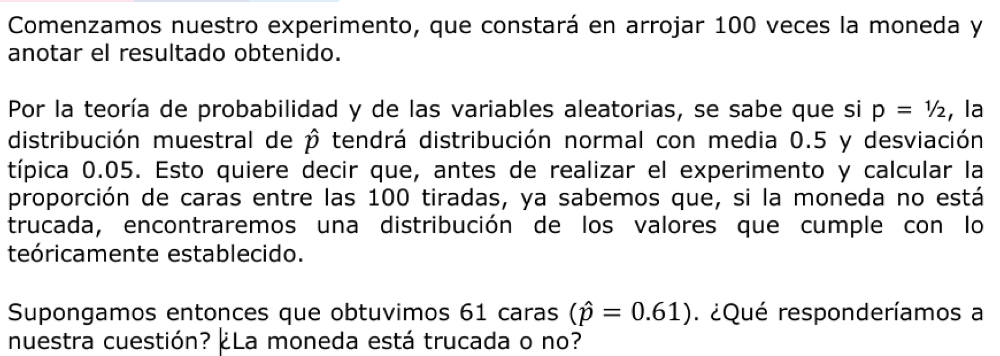 Comenzamos nuestro experimento, que constará en arrojar 100 veces la moneda y
anotar el resultado obtenido.
Por la teoría de probabilidad y de las variables aleatorias, se sabe que si p = ½, la
distribución muestral de p̂ tendrá distribución normal con media 0.5 y desviación
típica 0.05. Esto quiere decir que, antes de realizar el experimento y calcular la
proporción de caras entre las 100 tiradas, ya sabemos que, si la moneda no está
trucada, encontraremos una distribución de los valores que cumple con lo
teóricamente establecido.
Supongamos entonces que obtuvimos 61 caras (p̂ = 0.61). ¿Qué responderíamos a
nuestra cuestión? ¿La moneda está trucada o no?